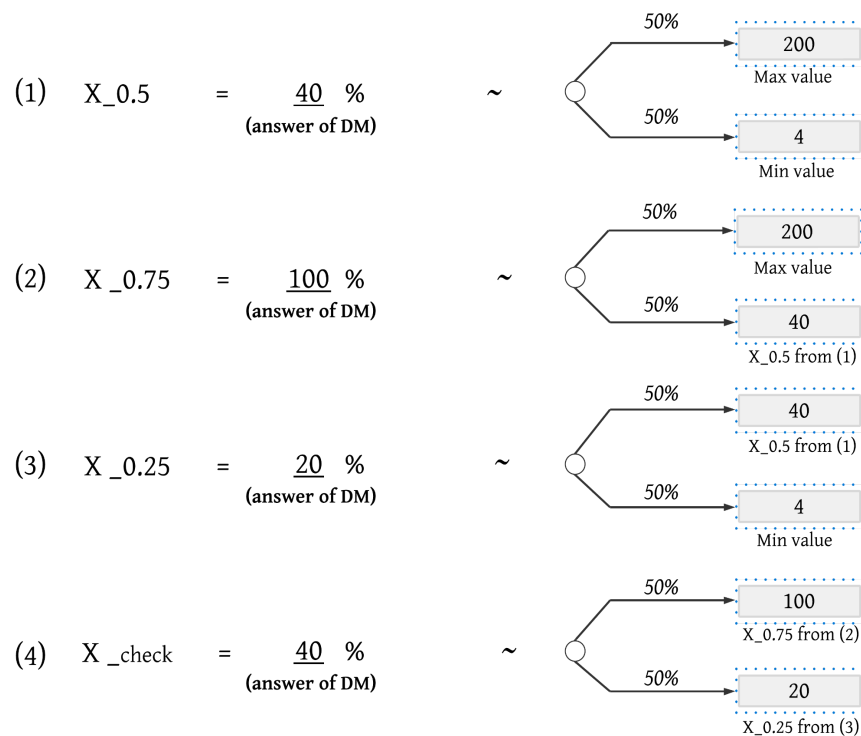 50%
200
Max value
(1) X_0.5 = 40 % ~
(answer of DM)
50%
4
Min value
50%
200
Max value
(2) X _0.75 = 100 % ~
(answer of DM)
50%
40
X_0.5 from (1)
50%
40
X_0.5 from (1)
(3) X _0.25 = 20 % ~
(answer of DM)
50%
4
Min value
50%
100
X_0.75 from (2)
(4) X _check = 40 % ~
(answer of DM)
50%
20
X_0.25 from (3)